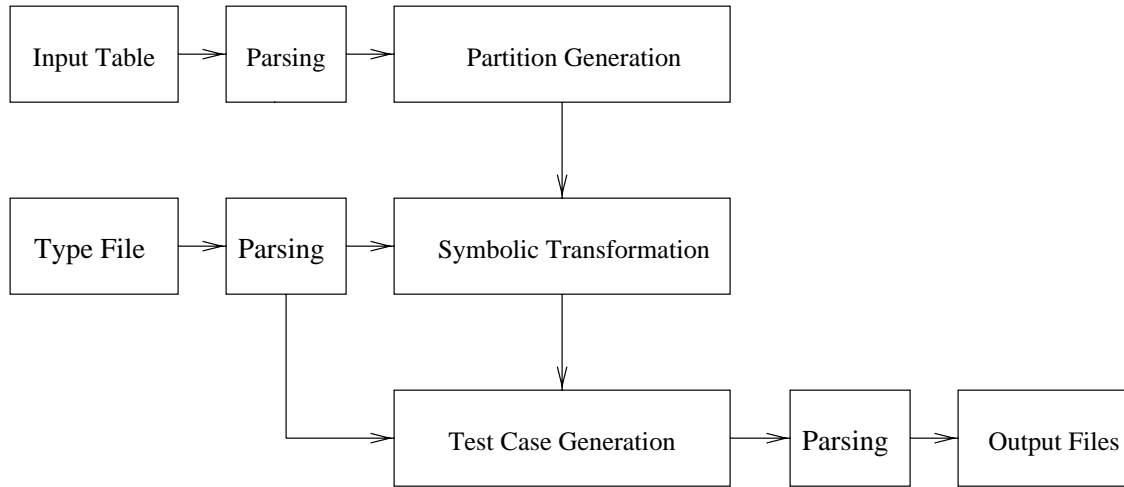 Input Table
Parsing
Partition Generation
Type File
Parsing
Symbolic Transformation
Test Case Generation
Parsing
Output Files